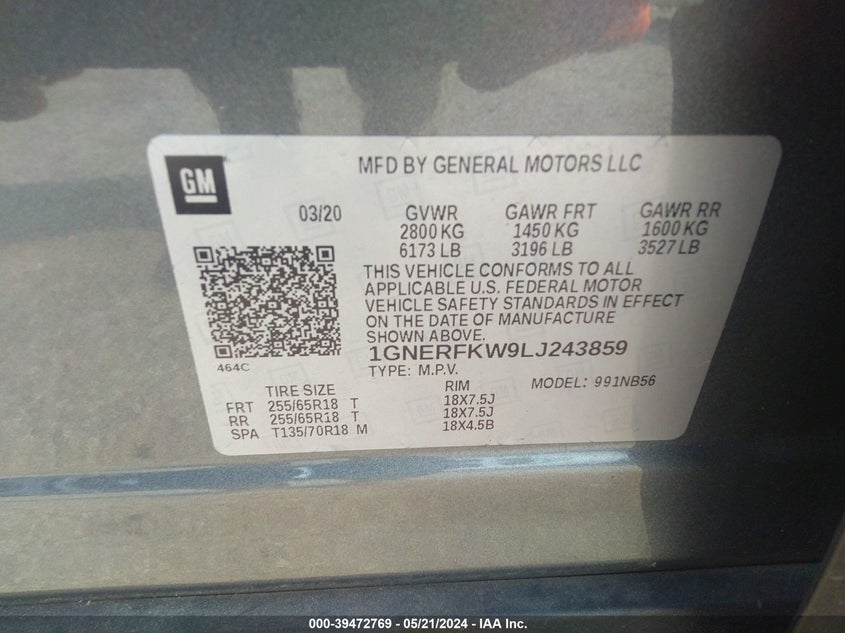 GM
MFD BY GENERAL MOTORS LLC
03/20 GVWR GAWR FRT GAWR RR
2800 KG 1450 KG 1600 KG
6173 LB 3196 LB 3527 LB
THIS VEHICLE CONFORMS TO ALL
APPLICABLE U.S. FEDERAL MOTOR
VEHICLE SAFETY STANDARDS IN EFFECT
ON THE DATE OF MANUFACTURE
SHOWN ABOVE.
1GNERFKW9LJ243859
464C
TYPE: M.P.V.
MODEL: 991NB56
TIRE SIZE RIM
FRT 255/65R18 T 18X7.5J
RR 255/65R18 T 18X7.5J
SPA T135/70R18 M 18X4.5B
000-39472769 - 05/21/2024 - IAA Inc.